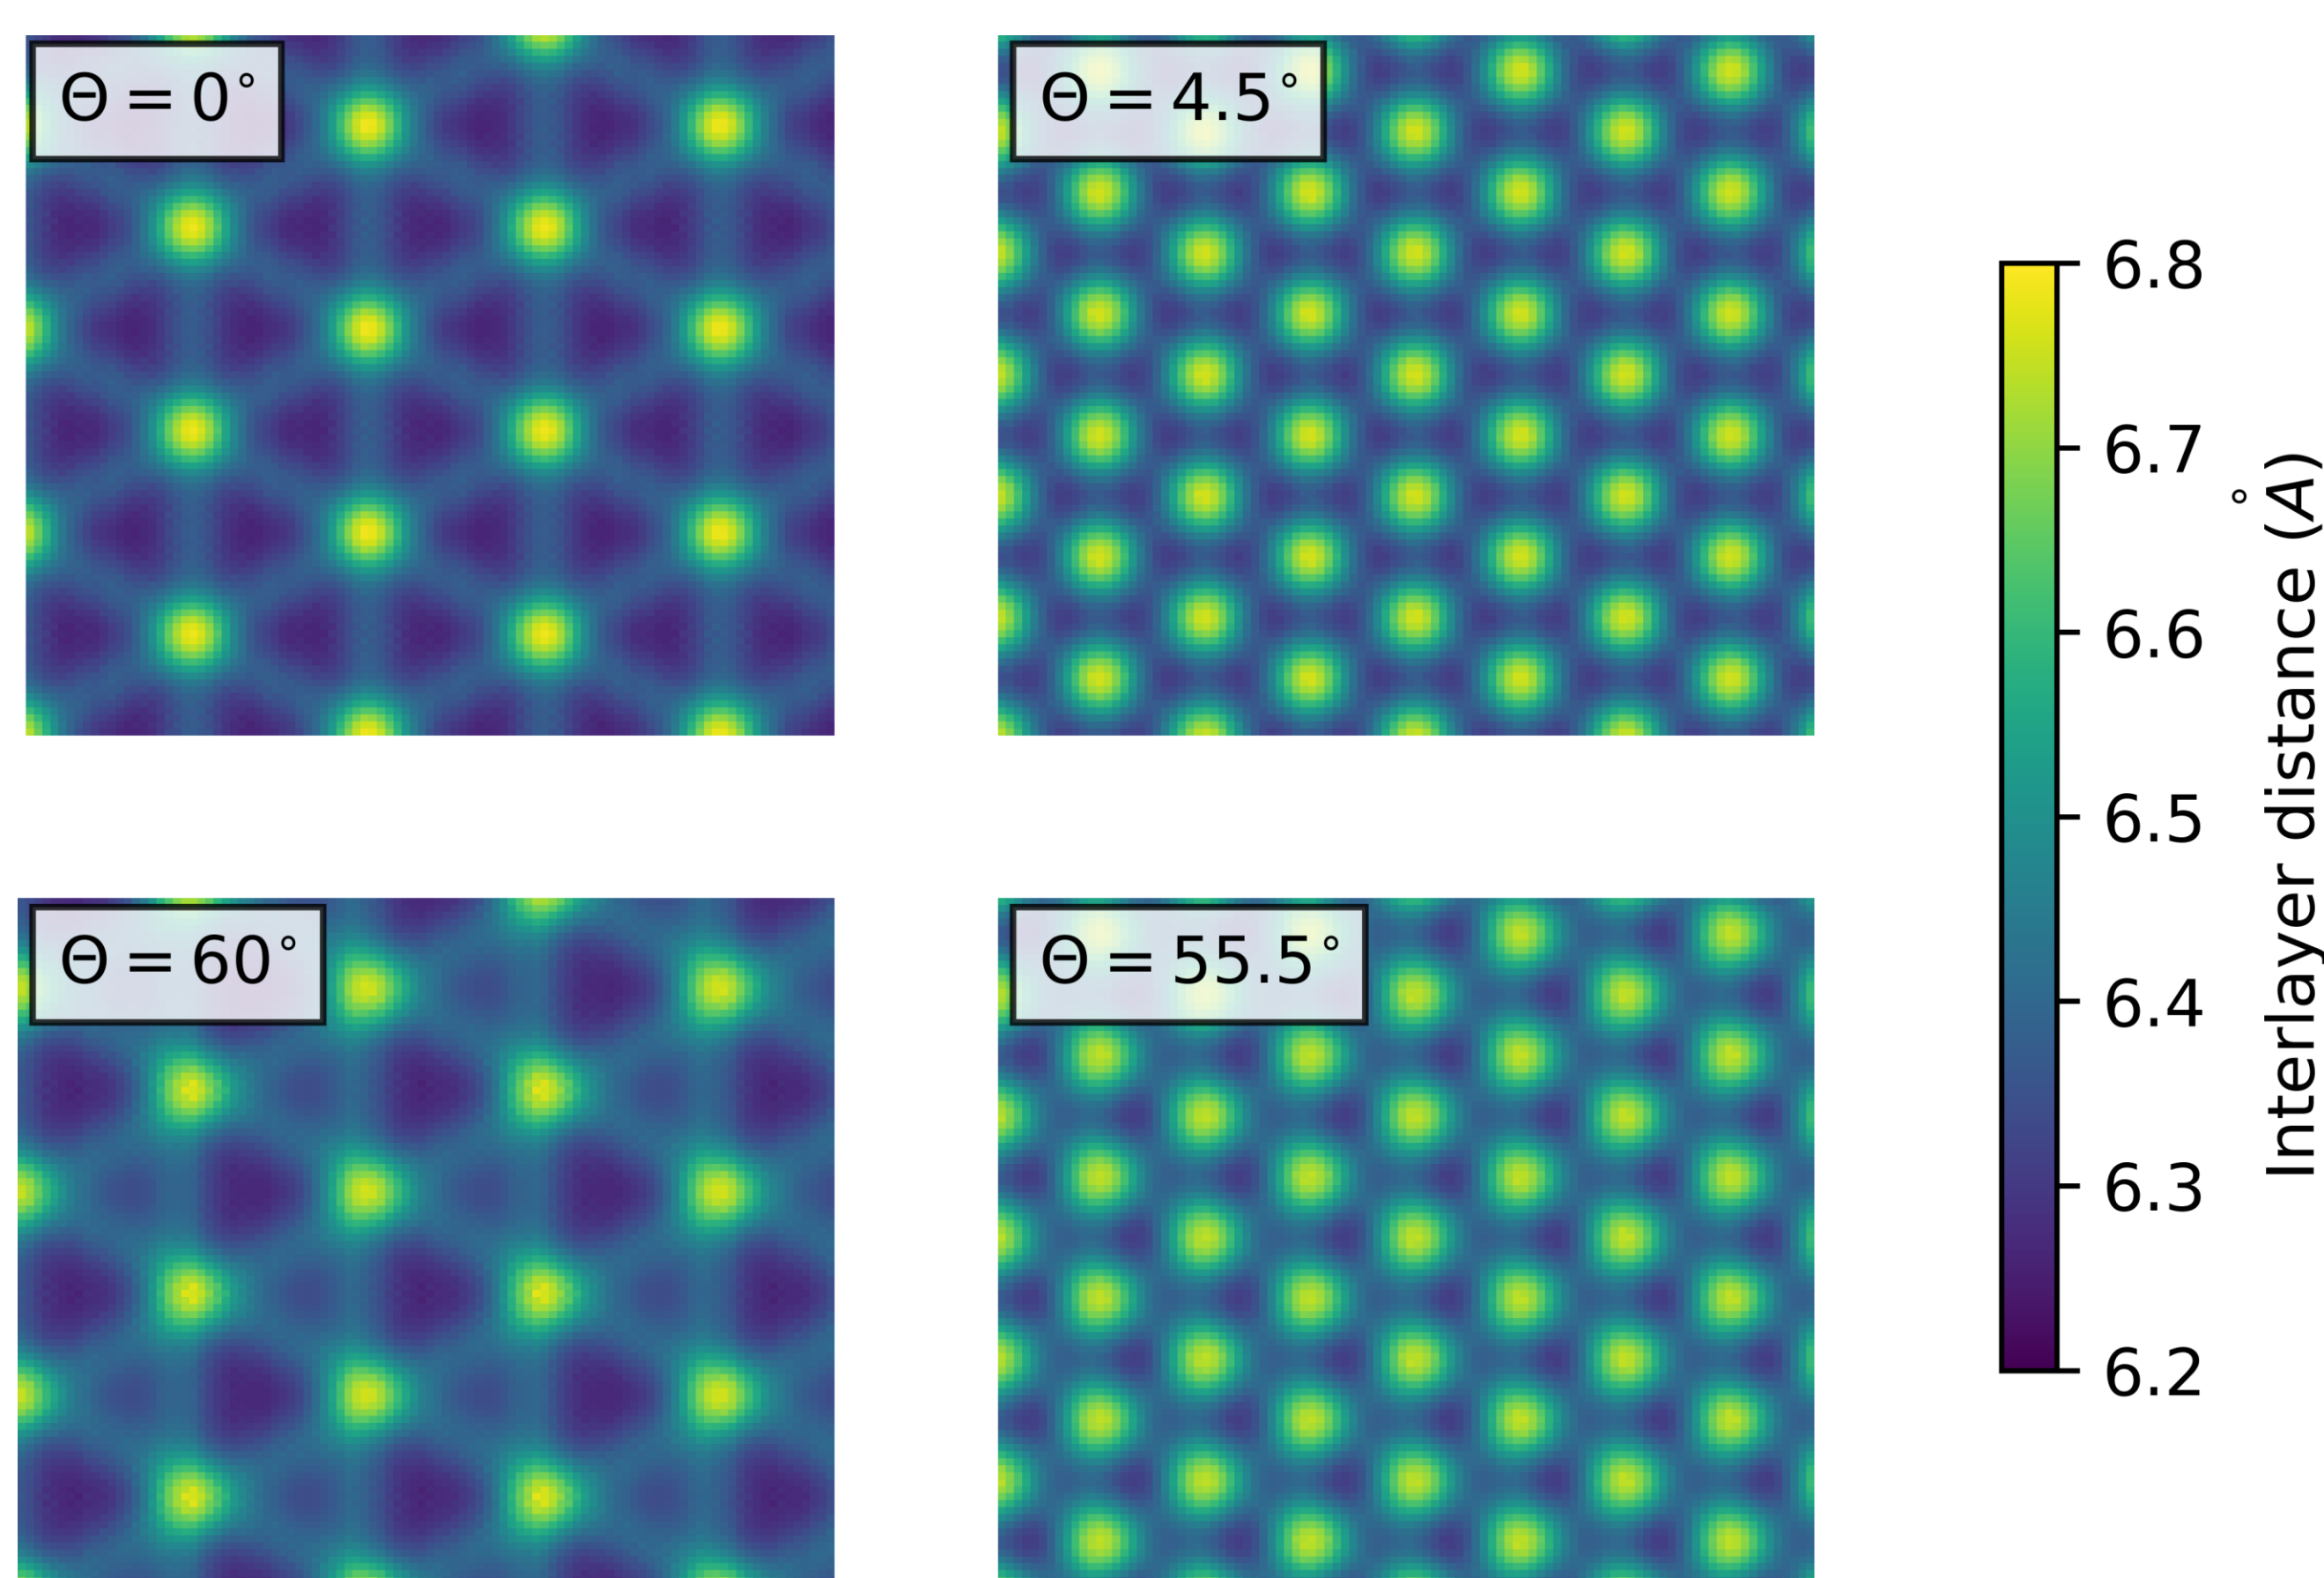 Θ = 0°
Θ = 4.5°
Θ = 60°
Θ = 55.5°
6.8
6.7
6.6
6.5
6.4
6.3
6.2
Interlayer distance (Å)